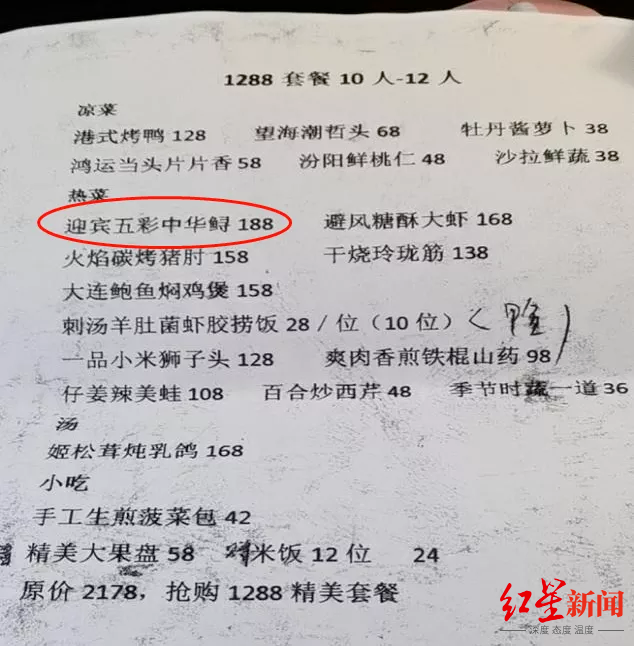 1288 套餐 10 人-12 人
凉菜
港式烤鸭 128 望海潮哲头 68 牡丹酱萝卜 38
鸿运当头片片香 58 汾阳鲜桃仁 48 沙拉鲜蔬 38
热菜
迎宾五彩中华鲟 188 避风糖酥大虾 168
火焰碳烤猪肘 158 干烧玲珑筋 138
大连鲍鱼焖鸡煲 158
刺汤羊肚菌虾胶捞饭 28/位（10 位）
一品小米狮子头 128 爽肉香煎铁棍山药 98
仔姜辣美蛙 108 百合炒西芹 48 季节时蔬一道 36
汤
姬松茸炖乳鸽 168
小吃
手工生煎菠菜包 42
精美大果盘 58 米饭 12 位 24
原价 2178，抢购 1288 精美套餐
红星新闻
深度 态度 温度